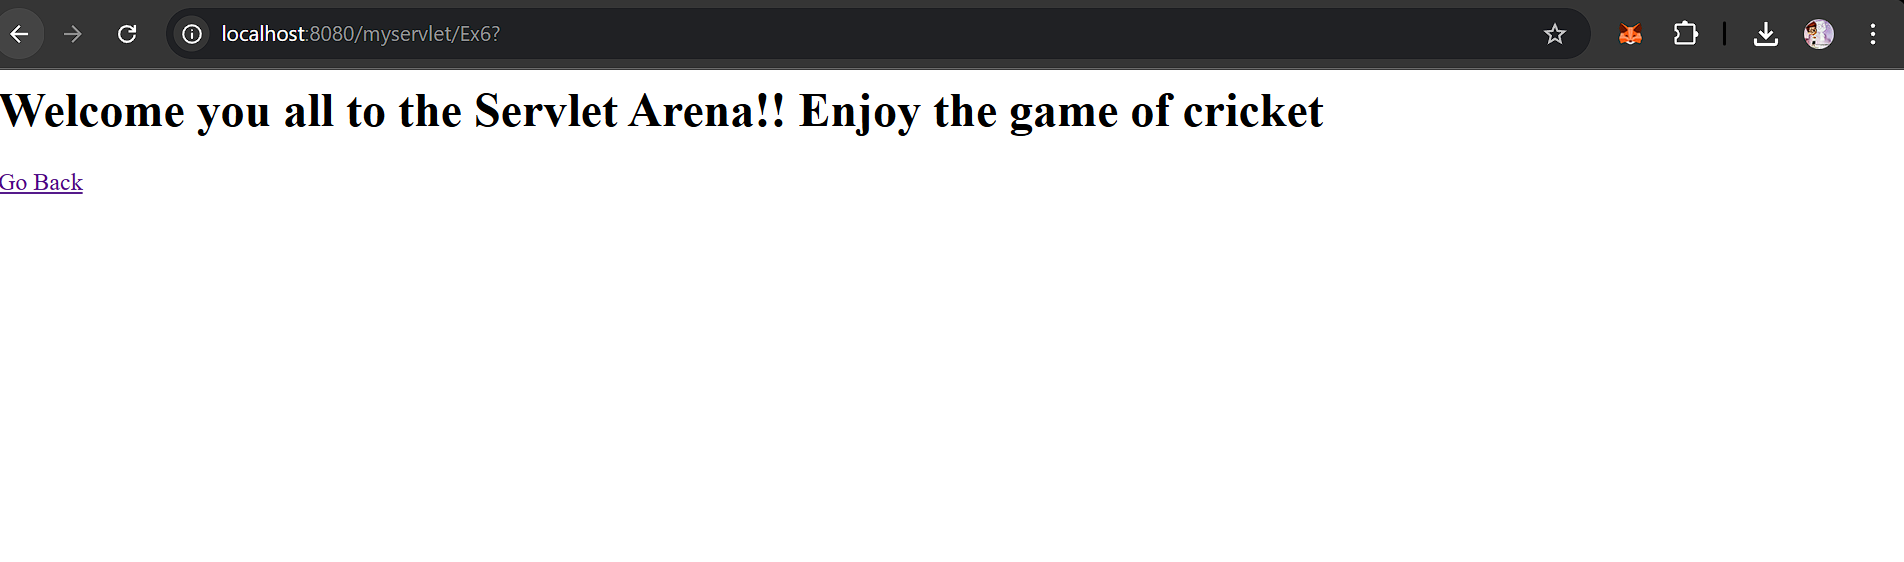 localhost:8080/myservlet/Ex6?
Welcome you all to the Servlet Arena!! Enjoy the game of cricket
Go Back